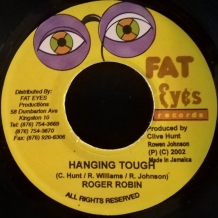 FAT
Eyes
records
Distributed By:
FAT EYES
Productions
58 Dumbarton Ave
Kingston 10
Tel: (876) 754-3669
(876) 754-3670
Fax: (876) 926-6306
Produced by
Clive Hunt
Rowen Johnson
(P) (C) 2002
Made in Jamaica
HANGING TOUGH
(C. Hunt / R. Williams / R. Johnson)
ROGER ROBIN
ALL RIGHTS RESERVED